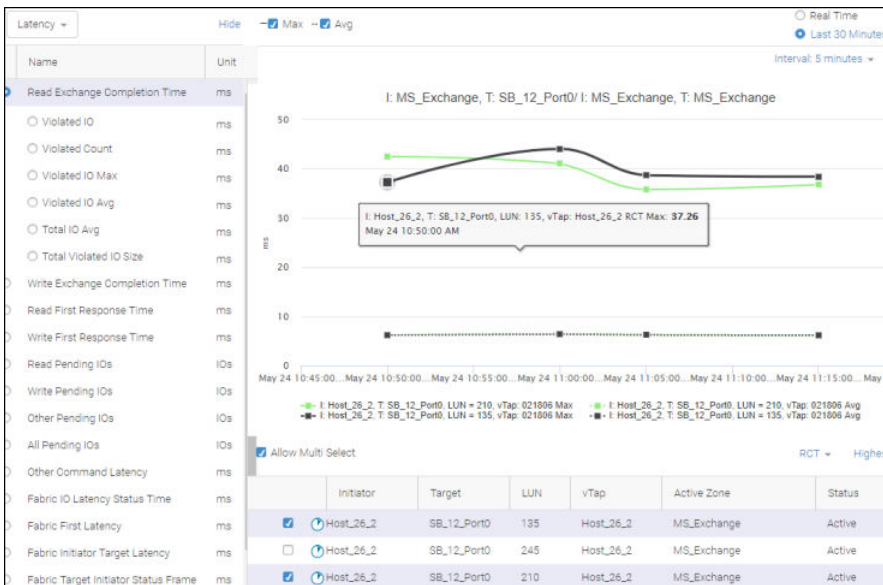 Latency
Hide
Max
Avg
Real Time
Last 30 Minutes
Interval: 5 minutes
Name Unit
Read Exchange Completion Time ms
Violated IO ms
Violated Count ms
Violated IO Max ms
Violated IO Avg ms
Total IO Avg ms
Total Violated IO Size ms
Write Exchange Completion Time ms
Read First Response Time ms
Write First Response Time ms
Read Pending IOs IOs
Write Pending IOs IOs
Other Pending IOs IOs
All Pending IOs IOs
Other Command Latency ms
Fabric IO Latency Status Time ms
Fabric First Latency ms
Fabric Initiator Target Latency ms
Fabric Target Initiator Status Frame ms
I: MS_Exchange, T: SB_12_Port0/ I: MS_Exchange, T: MS_Exchange
50
40
30
20
10
0
ms
I: Host_26_2, T: SB_12_Port0, LUN: 135, vTap: Host_26_2 RCT Max: 37.26
May 24 10:50:00 AM
May 24 10:45:00... May 24 10:50:00... May 24 10:55:00... May 24 11:00:00... May 24 11:05:00... May 24 11:10:00... May 24 11:15:00... May
I: Host_26_2, T: SB_12_Port0, LUN = 210, vTap: 021806 Max
I: Host_26_2, T: SB_12_Port0, LUN = 210, vTap: 021806 Avg
I: Host_26_2, T: SB_12_Port0, LUN = 135, vTap: 021806 Max
I: Host_26_2, T: SB_12_Port0, LUN = 135, vTap: 021806 Avg
Allow Multi Select
RCT
Highe
Initiator Target LUN vTap Active Zone Status
Host_26_2 SB_12_Port0 135 Host_26_2 MS_Exchange Active
Host_26_2 SB_12_Port0 245 Host_26_2 MS_Exchange Active
Host_26_2 SB_12_Port0 210 Host_26_2 MS_Exchange Active